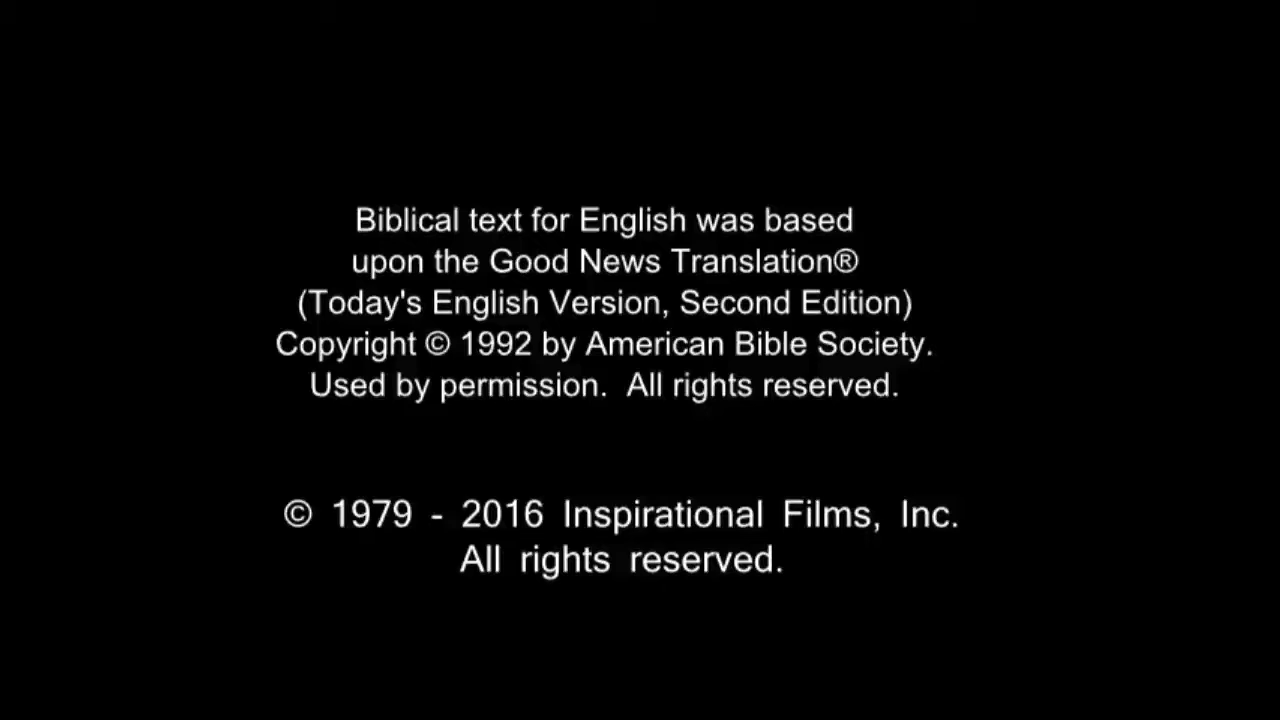 Biblical text for English was based
upon the Good News Translation®
(Today's English Version, Second Edition)
Copyright © 1992 by American Bible Society.
Used by permission. All rights reserved.
© 1979 - 2016 Inspirational Films, Inc.
All rights reserved.